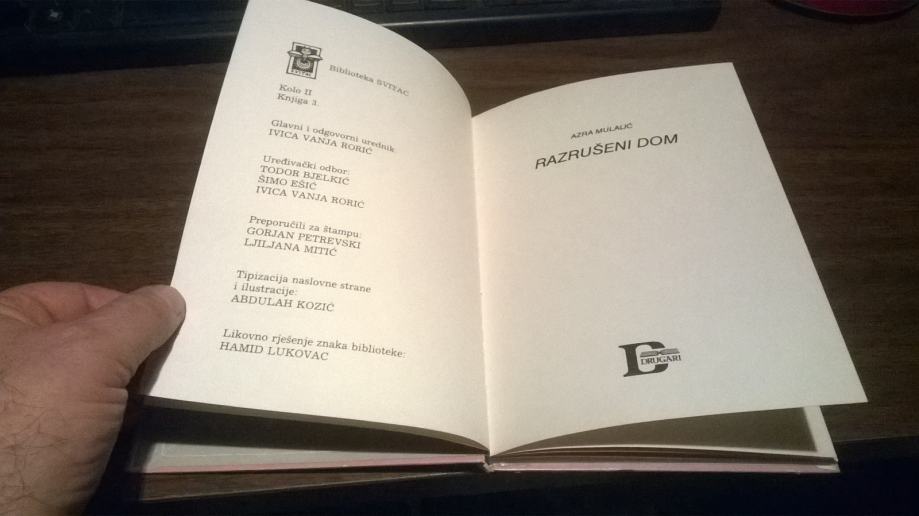 SVITAC
Biblioteka SVITAC
Kolo II
Knjiga 3.
Glavni i odgovorni urednik
IVICA VANJA RORIĆ
Uređivački odbor:
TODOR BJELKIĆ
ŠIMO EŠIĆ
IVICA VANJA RORIĆ
Preporučili za štampu:
GORJAN PETREVSKI
LJILJANA MITIĆ
Tipizacija naslovne strane
i ilustracije:
ABDULAH KOZIĆ
Likovno rješenje znaka biblioteke:
HAMID LUKOVAC
AZRA MULALIĆ
RAZRUŠENI DOM
D
DRUGARI